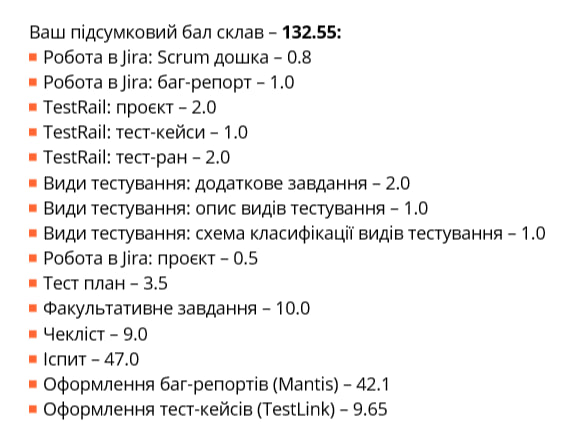 Ваш підсумковий бал склав – 132.55:
Робота в Jira: Scrum дошка – 0.8
Робота в Jira: баг-репорт – 1.0
TestRail: проєкт – 2.0
TestRail: тест-кейси – 1.0
TestRail: тест-ран – 2.0
Види тестування: додаткове завдання – 2.0
Види тестування: опис видів тестування – 1.0
Види тестування: схема класифікації видів тестування – 1.0
Робота в Jira: проєкт – 0.5
Тест план – 3.5
Факультативне завдання – 10.0
Чекліст – 9.0
Іспит – 47.0
Оформлення баг-репортів (Mantis) – 42.1
Оформлення тест-кейсів (TestLink) – 9.65